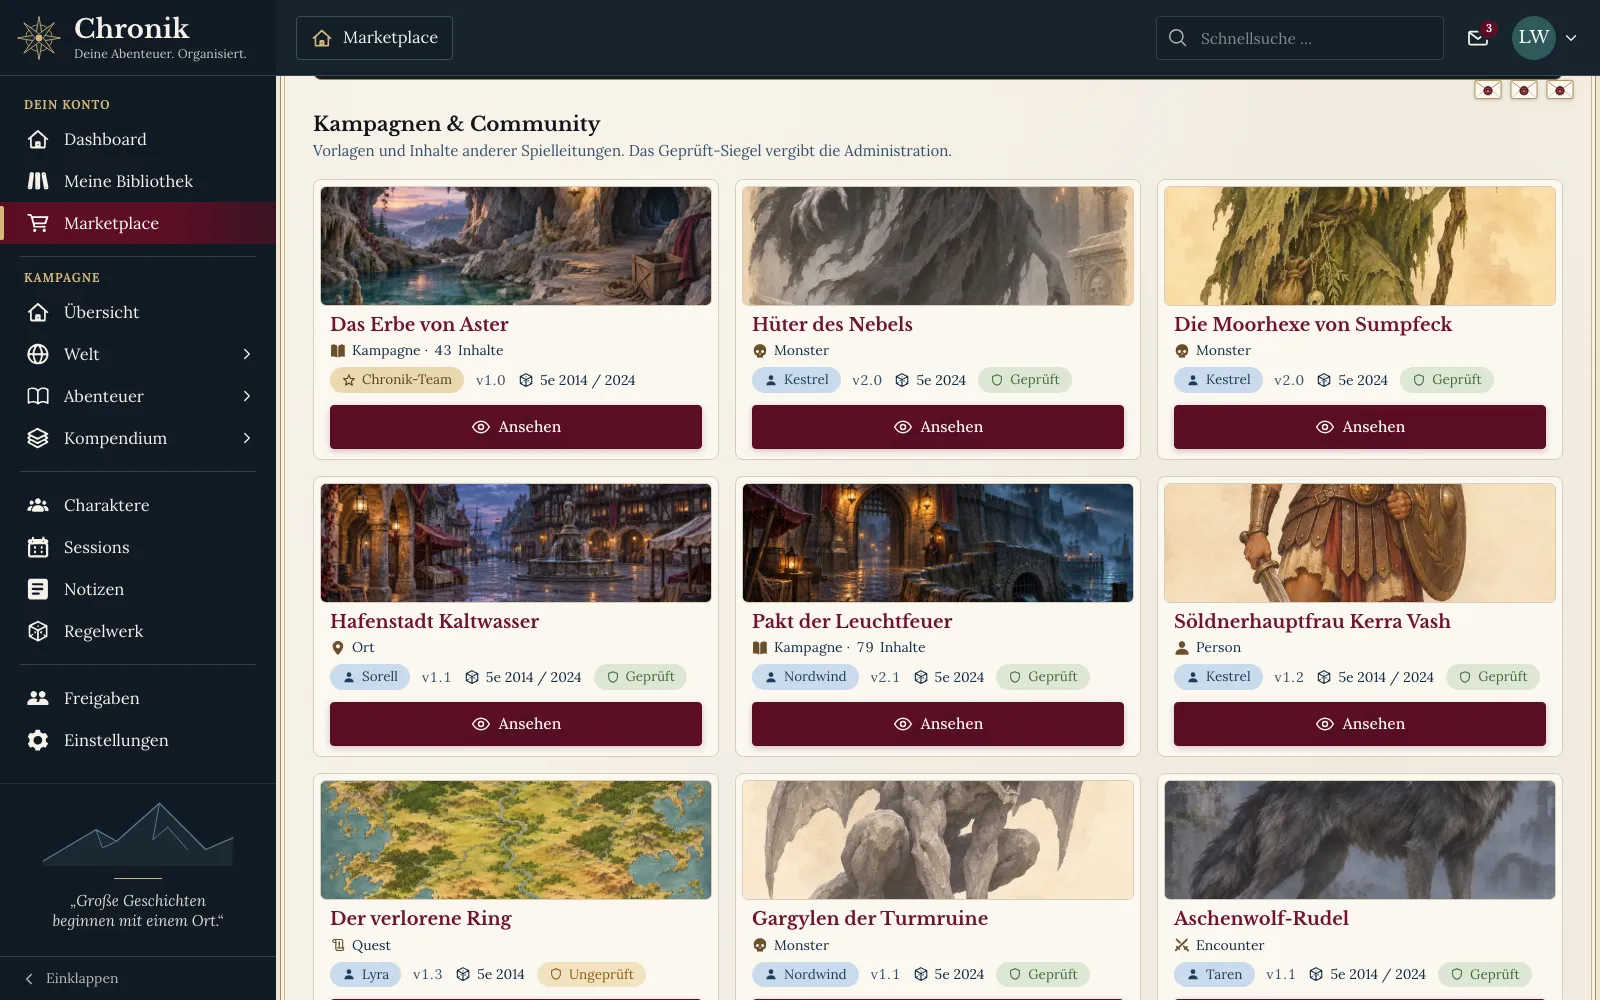 Chronik
Deine Abenteuer. Organisiert.
Marketplace
Schnellsuche ...
3
LW
DEIN KONTO
Dashboard
Meine Bibliothek
Marketplace
KAMPAGNE
Übersicht
Welt
Abenteuer
Kompendium
Charaktere
Sessions
Notizen
Regelwerk
Freigaben
Einstellungen
„Große Geschichten
beginnen mit einem Ort.“
Einklappen
Kampagnen & Community
Vorlagen und Inhalte anderer Spielleitungen. Das Geprüft-Siegel vergibt die Administration.
Das Erbe von Aster
Kampagne · 43 Inhalte
Chronik-Team v1.0 5e 2014 / 2024
Ansehen
Hüter des Nebels
Monster
Kestrel v2.0 5e 2024 Geprüft
Ansehen
Die Moorhexe von Sumpfeck
Monster
Kestrel v2.0 5e 2024 Geprüft
Ansehen
Hafenstadt Kaltwasser
Ort
Sorell v1.1 5e 2014 / 2024 Geprüft
Ansehen
Pakt der Leuchtfeuer
Kampagne · 79 Inhalte
Nordwind v2.1 5e 2024 Geprüft
Ansehen
Söldnerhauptfrau Kerra Vash
Person
Kestrel v1.2 5e 2014 / 2024 Geprüft
Ansehen
Der verlorene Ring
Quest
Lyra v1.3 5e 2014 Ungeprüft
Gargylen der Turmruine
Monster
Nordwind v1.1 5e 2024 Geprüft
Aschenwolf-Rudel
Encounter
Taren v1.1 5e 2014 / 2024 Geprüft